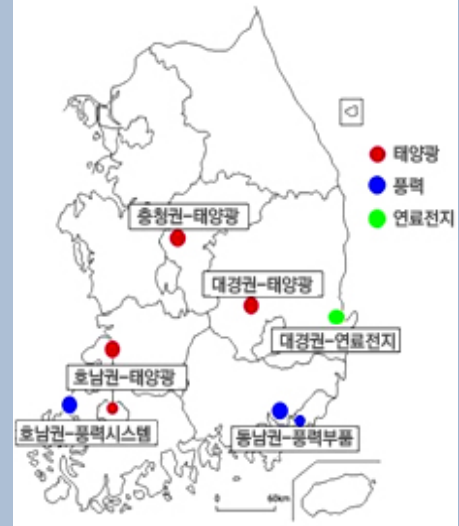 태양광
풍력
연료전지
충청권-태양광
대경권-태양광
대경권-연료전지
호남권-태양광
호남권-풍력시스템
동남권-풍력부품
0 60km